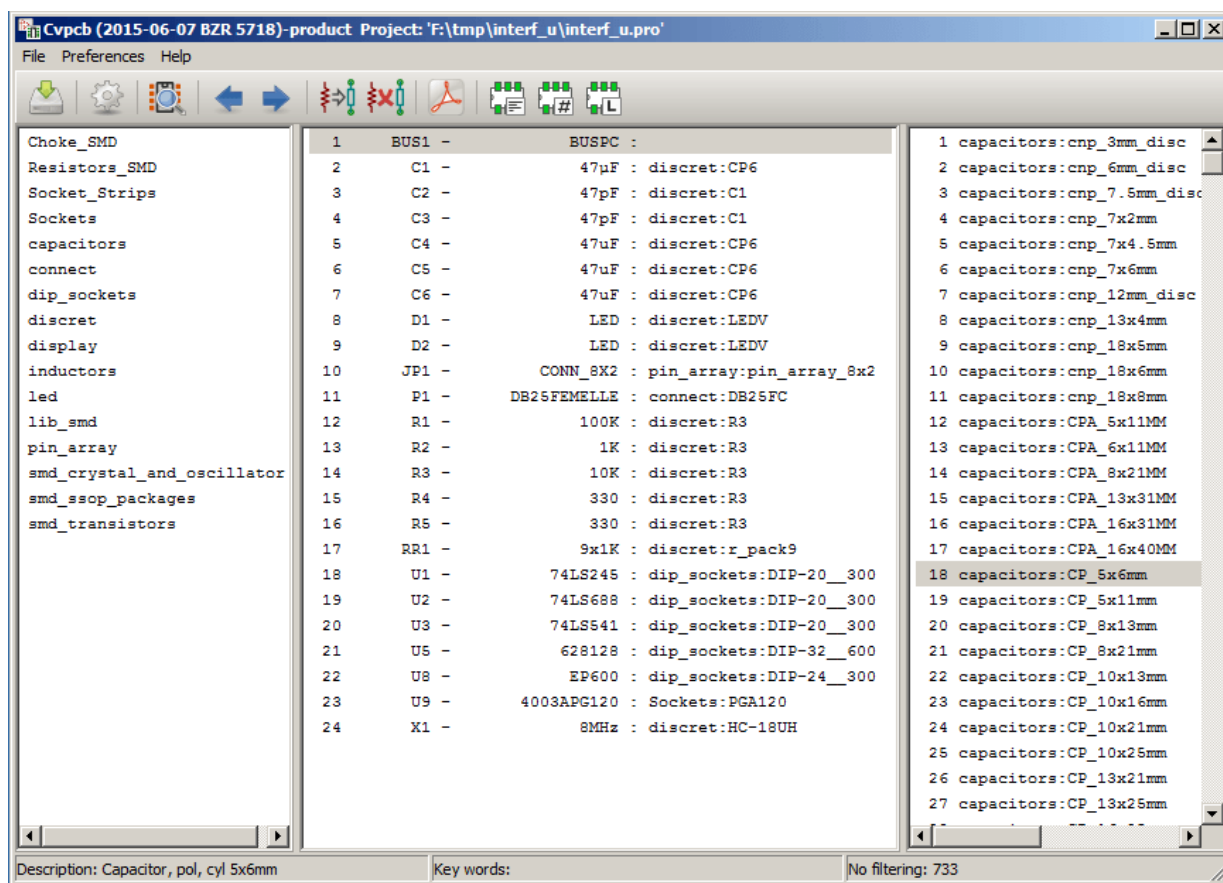 Cvpcb (2015-06-07 BZR 5718)-product Project: 'F:\tmp\interf_u\interf_u.pro'
File Preferences Help
Choke_SMD
Resistors_SMD
Socket_Strips
Sockets
capacitors
connect
dip_sockets
discret
display
inductors
led
lib_smd
pin_array
smd_crystal_and_oscillator
smd_ssop_packages
smd_transistors
1 BUS1 - BUSPC :
2 C1 - 47µF : discret:CP6
3 C2 - 47pF : discret:C1
4 C3 - 47pF : discret:C1
5 C4 - 47uF : discret:CP6
6 C5 - 47uF : discret:CP6
7 C6 - 47uF : discret:CP6
8 D1 - LED : discret:LEDV
9 D2 - LED : discret:LEDV
10 JP1 - CONN_8X2 : pin_array:pin_array_8x2
11 P1 - DB25FEMELLE : connect:DB25FC
12 R1 - 100K : discret:R3
13 R2 - 1K : discret:R3
14 R3 - 10K : discret:R3
15 R4 - 330 : discret:R3
16 R5 - 330 : discret:R3
17 RR1 - 9x1K : discret:r_pack9
18 U1 - 74LS245 : dip_sockets:DIP-20__300
19 U2 - 74LS688 : dip_sockets:DIP-20__300
20 U3 - 74LS541 : dip_sockets:DIP-20__300
21 U5 - 628128 : dip_sockets:DIP-32__600
22 U8 - EP600 : dip_sockets:DIP-24__300
23 U9 - 4003APG120 : Sockets:PGA120
24 X1 - 8MHz : discret:HC-18UH
1 capacitors:cnp_3mm_disc
2 capacitors:cnp_6mm_disc
3 capacitors:cnp_7.5mm_disc
4 capacitors:cnp_7x2mm
5 capacitors:cnp_7x4.5mm
6 capacitors:cnp_7x6mm
7 capacitors:cnp_12mm_disc
8 capacitors:cnp_13x4mm
9 capacitors:cnp_18x5mm
10 capacitors:cnp_18x6mm
11 capacitors:cnp_18x8mm
12 capacitors:CPA_5x11MM
13 capacitors:CPA_6x11MM
14 capacitors:CPA_8x21MM
15 capacitors:CPA_13x31MM
16 capacitors:CPA_16x31MM
17 capacitors:CPA_16x40MM
18 capacitors:CP_5x6mm
19 capacitors:CP_5x11mm
20 capacitors:CP_8x13mm
21 capacitors:CP_8x21mm
22 capacitors:CP_10x13mm
23 capacitors:CP_10x16mm
24 capacitors:CP_10x21mm
25 capacitors:CP_10x25mm
26 capacitors:CP_13x21mm
27 capacitors:CP_13x25mm
Description: Capacitor, pol, cyl 5x6mm
Key words:
No filtering: 733